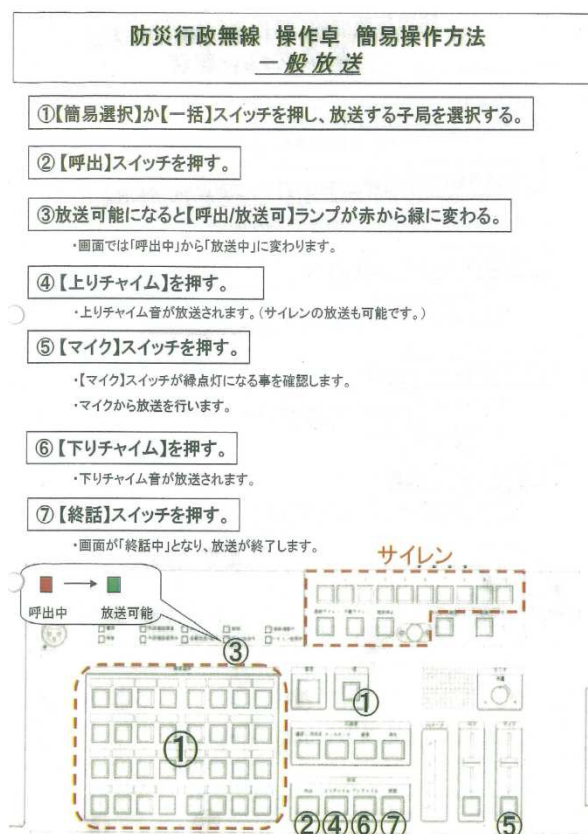 防災行政無線 操作卓 簡易操作方法
一般放送
①【簡易選択】か【一括】スイッチを押し、放送する子局を選択する。
②【呼出】スイッチを押す。
③放送可能になると【呼出/放送可】ランプが赤から緑に変わる。
・画面では「呼出中」から「放送中」に変わります。
④【上りチャイム】を押す。
・上りチャイム音が放送されます。(サイレンの放送も可能です。)
⑤【マイク】スイッチを押す。
・【マイク】スイッチが緑点灯になる事を確認します。
・マイクから放送を行います。
⑥【下りチャイム】を押す。
・下りチャイム音が放送されます。
⑦【終話】スイッチを押す。
・画面が「終話中」となり、放送が終了します。
サイレン
→
呼出中 放送可能
③
①
①
②④⑥⑦ ⑤